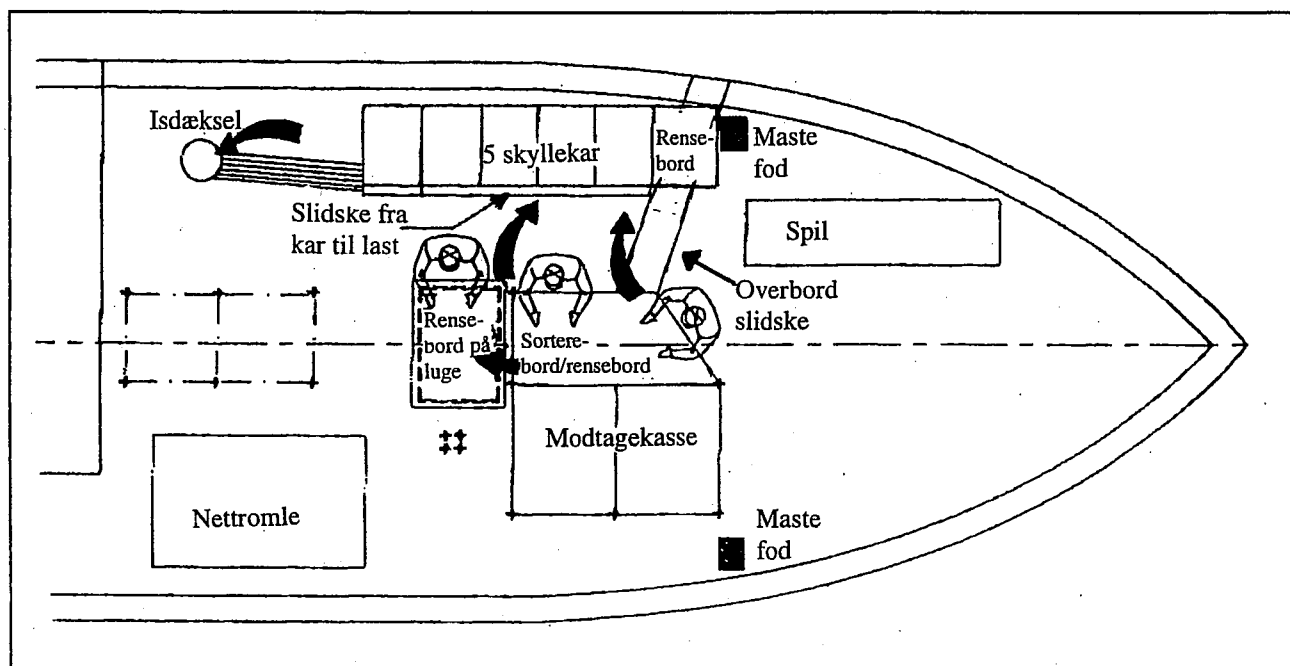 Isdæksel
5 skyllekar
Rense-
bord
Maste
fod
Slidske fra
kar til last
Spil
Overbord
slidske
Rense-
bord på
luge
Sortere-
bord/rensebord
Modtagekasse
Nettromle
Maste
fod